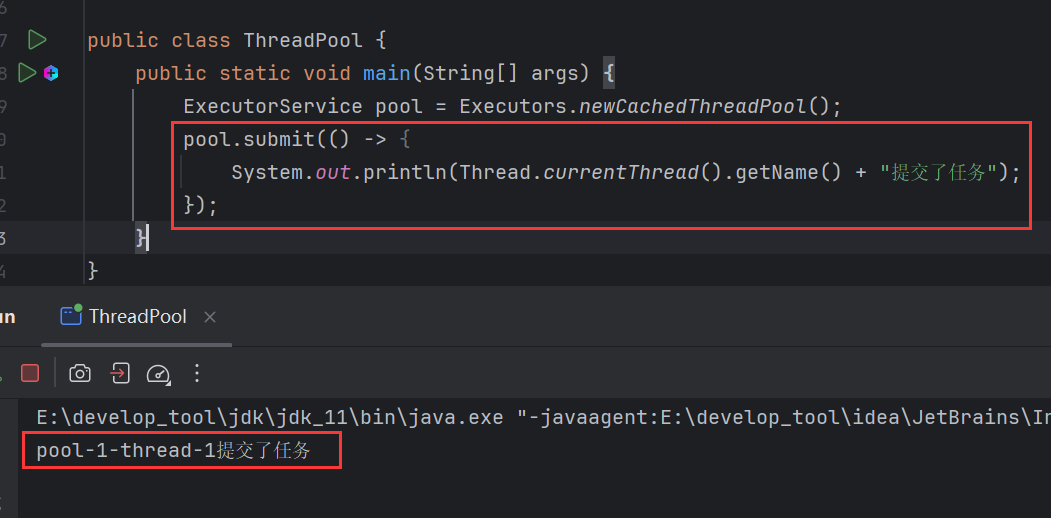 6
7 public class ThreadPool {
8 public static void main(String[] args) {
9 ExecutorService pool = Executors.newCachedThreadPool();
0 pool.submit(() -> {
1 System.out.println(Thread.currentThread().getName() + "提交了任务");
2 });
3 }
4 }
un ThreadPool
E:\develop_tool\jdk\jdk_11\bin\java.exe "-javaagent:E:\develop_tool\idea\JetBrains\In
pool-1-thread-1提交了任务